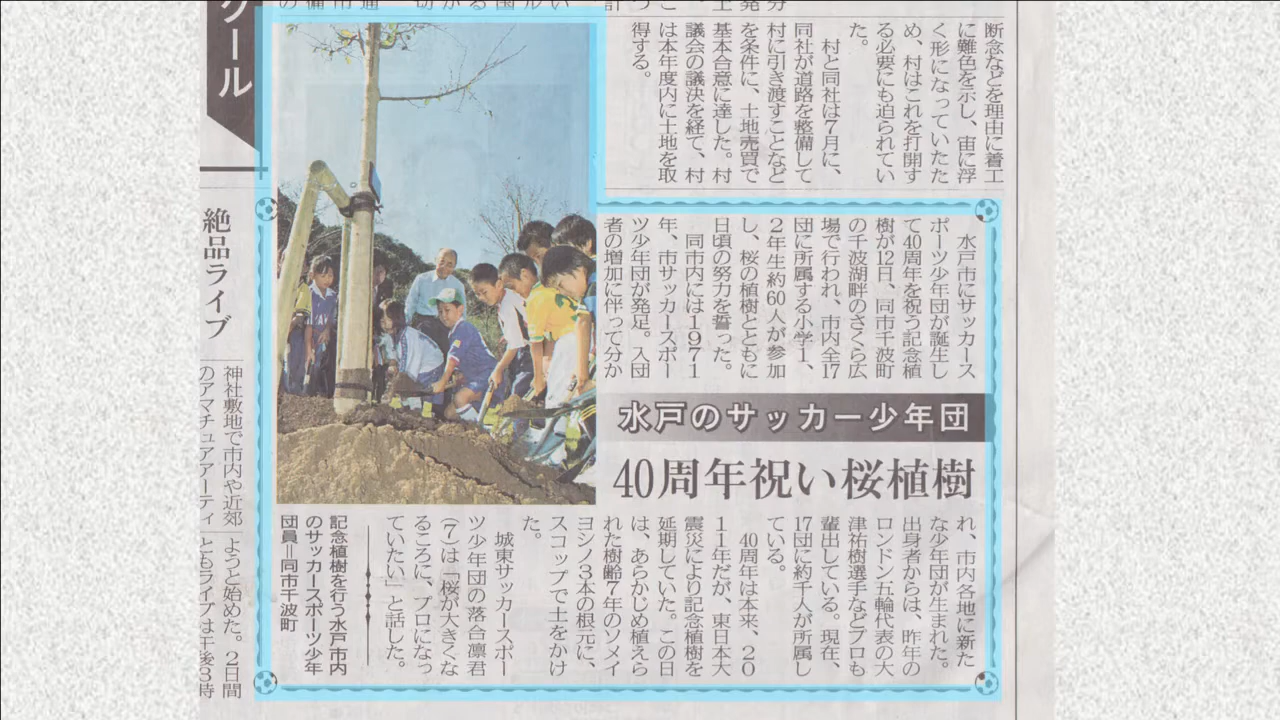 断念などを理由に着工
に難色を示し、宙に浮
く形になっていたた
め、村はこれを打開す
る必要にも迫られてい
た。
村と同社は7月に、
同社が道路を整備して
村に引き渡すことなど
を条件に、土地売買で
基本合意に達した。村
議会の議決を経て、村
は本年度内に土地を取
得する。
水戸のサッカー少年団
40周年祝い桜植樹
水戸市にサッカース
ポーツ少年団が誕生し
て40周年を祝う記念植
樹が12日、同市千波町
の千波湖畔のさくら広
場で行われ、市内全17
団に所属する小学1、
2年生約60人が参加
し、桜の植樹とともに
日頃の努力を誓った。
同市内には1971
年、市サッカースポー
ツ少年団が発足。入団
者の増加に伴って分か
れ、市内各地に新た
な少年団が生まれた。
出身者からは、昨年の
ロンドン五輪代表の大
津祐樹選手などプロも
輩出している。現在、
17団に約千人が所属し
ている。
40周年は本来、20
11年だが、東日本大
震災により記念植樹を
延期していた。この日
は、あらかじめ植えら
れた樹齢7年のソメイ
ヨシノ3本の根元に、
スコップで土をかけ
た。
城東サッカースポー
ツ少年団の落合凛君
(7)は「桜が大きくな
るころに、プロになっ
ていたい」と話した。
記念植樹を行う水戸市内
のサッカースポーツ少年
団員=同市千波町
絶品ライブ
神社敷地で市内や近郊
のアマチュアアーティ
ようと始めた。2日間
ともライブは午後3時